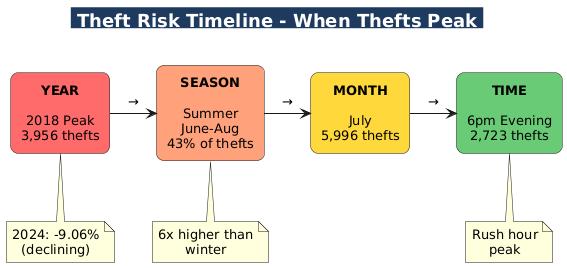 Theft Risk Timeline - When Thefts Peak
YEAR
2018 Peak
3,956 thefts
→
SEASON
Summer
June-Aug
43% of thefts
→
MONTH
July
5,996 thefts
→
TIME
6pm Evening
2,723 thefts
2024: -9.06%
(declining)
6x higher than
winter
Rush hour
peak